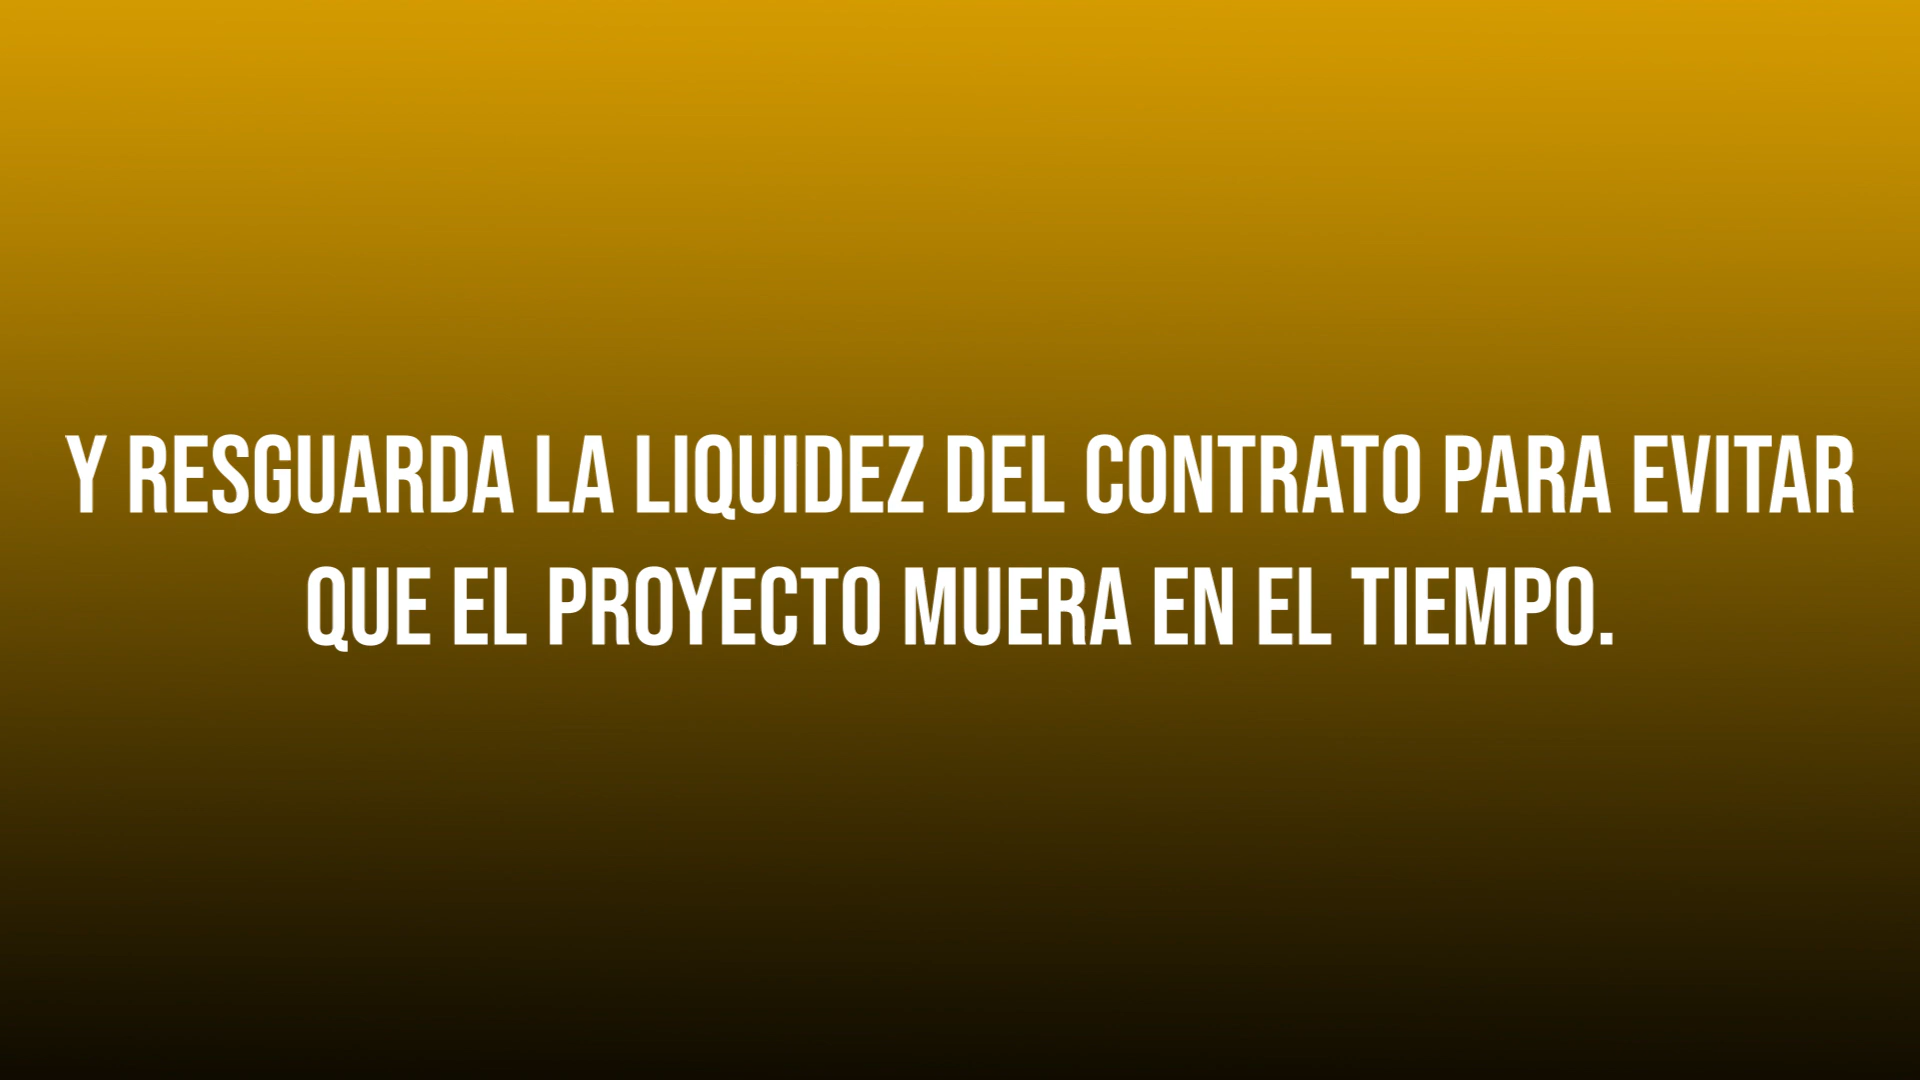 Y RESGUARDA LA LIQUIDEZ DEL CONTRATO PARA EVITAR
QUE EL PROYECTO MUERA EN EL TIEMPO.